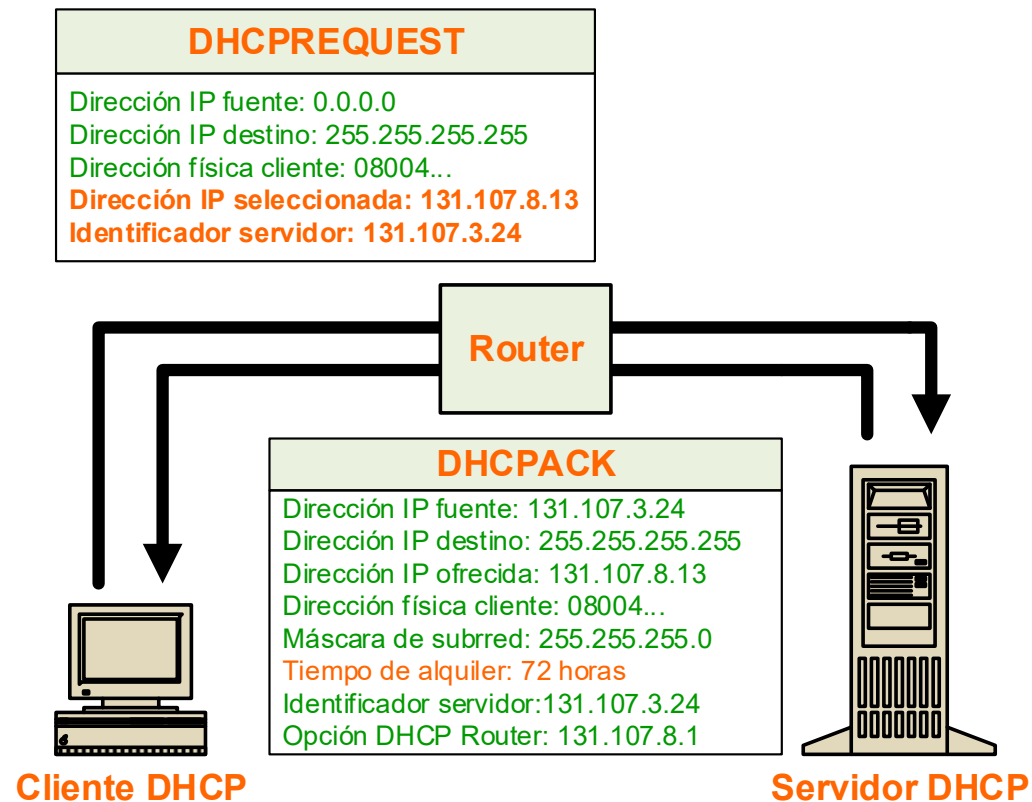 DHCPREQUEST
Dirección IP fuente: 0.0.0.0
Dirección IP destino: 255.255.255.255
Dirección física cliente: 08004...
Dirección IP seleccionada: 131.107.8.13
Identificador servidor: 131.107.3.24
Router
DHCPACK
Dirección IP fuente: 131.107.3.24
Dirección IP destino: 255.255.255.255
Dirección IP ofrecida: 131.107.8.13
Dirección física cliente: 08004...
Máscara de subrred: 255.255.255.0
Tiempo de alquiler: 72 horas
Identificador servidor:131.107.3.24
Opción DHCP Router: 131.107.8.1
6
Cliente DHCP
Servidor DHCP